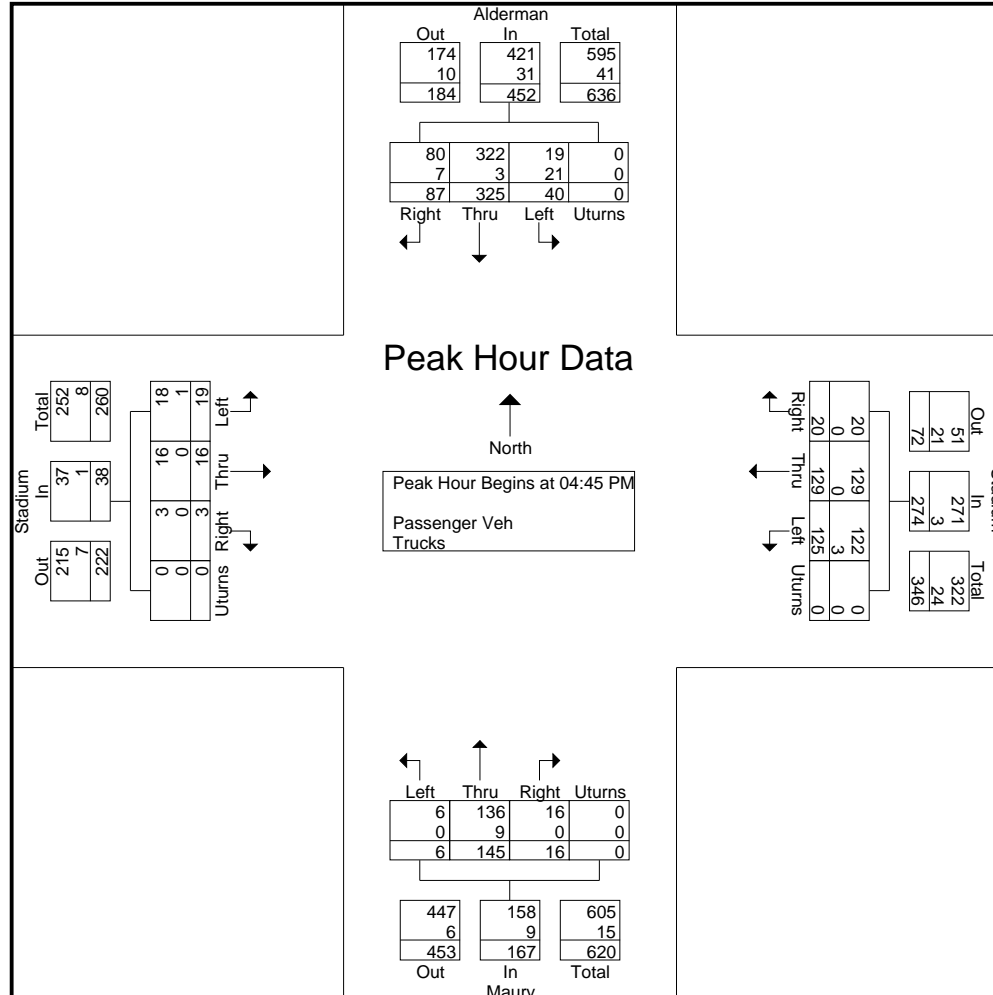 Alderman
Out In Total
174 421 595
10 31 41
184 452 636
80 322 19 0
7 3 21 0
87 325 40 0
Right Thru Left Uturns
Peak Hour Data
North
Peak Hour Begins at 04:45 PM
Passenger Veh
Trucks
Stadium
Total In Out
252 37 215
8 1 7
260 38 222
18 16 3 0
1 0 0 0
19 16 3 0
Left Thru Right Uturns
Out In Total
51 271 322
21 3 24
72 274 346
20 129 122 0
0 0 3 0
20 129 125 0
Right Thru Left Uturns
Left Thru Right Uturns
6 136 16 0
0 9 0 0
6 145 16 0
447 158 605
6 9 15
453 167 620
Out In Total
Maury